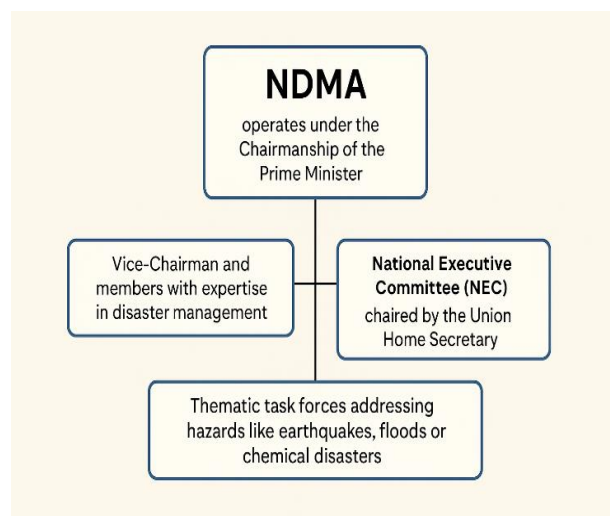 NDMA
operates under the
Chairmanship of the
Prime Minister
Vice-Chairman and
members with expertise
in disaster management
National Executive
Committee (NEC)
chaired by the Union
Home Secretary
Thematic task forces addressing
hazards like earthquakes, floods or
chemical disasters